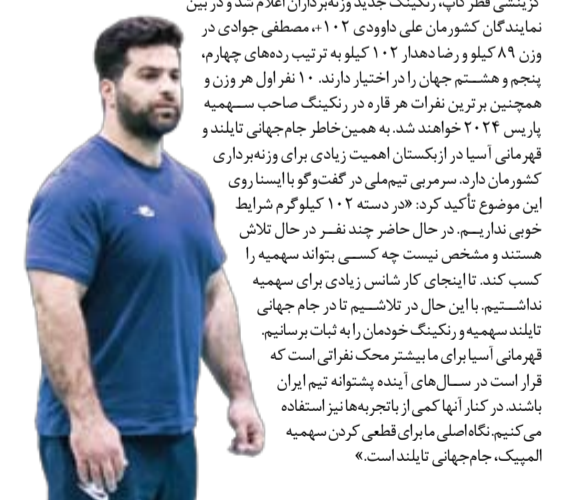 گزینشی قطر کاپ، رنکینگ جدید وزنه‌برداران اعلام شد و در بین
نمایندگان کشورمان علی داوودی ۱۰۲+، مصطفی جوادی در
وزن ۸۹ کیلو و رضا دهدار ۱۰۲ کیلو به ترتیب رده‌های چهارم،
پنجم و هشتم جهان را در اختیار دارند. ۱۰ نفر اول هر وزن و
همچنین برترین نفرات هر قاره در رنکینگ صاحب سهمیه
پاریس ۲۰۲۴ خواهند شد. به همین خاطر جام‌جهانی تایلند و
قهرمانی آسیا در ازبکستان اهمیت زیادی برای وزنه‌برداری
کشورمان دارد. سرمربی تیم‌ملی در گفت‌وگو با ایسنا روی
این موضوع تأکید کرد: «در دسته ۱۰۲ کیلوگرم شرایط
خوبی نداریم. در حال حاضر چند نفر در حال تلاش
هستند و مشخص نیست چه کسی بتواند سهمیه را
کسب کند. تا اینجای کار شانس زیادی برای سهمیه
نداشتیم. با این حال در تلاشیم تا در جام جهانی
تایلند سهمیه و رنکینگ خودمان را به ثبات برسانیم.
قهرمانی آسیا برای ما بیشتر محک نفراتی است که
قرار است در سال‌های آینده پشتوانه تیم ایران
باشند. در کنار آنها کمی از باتجربه‌ها نیز استفاده
می‌کنیم. نگاه اصلی ما برای قطعی کردن سهمیه
المپیک، جام‌جهانی تایلند است.»